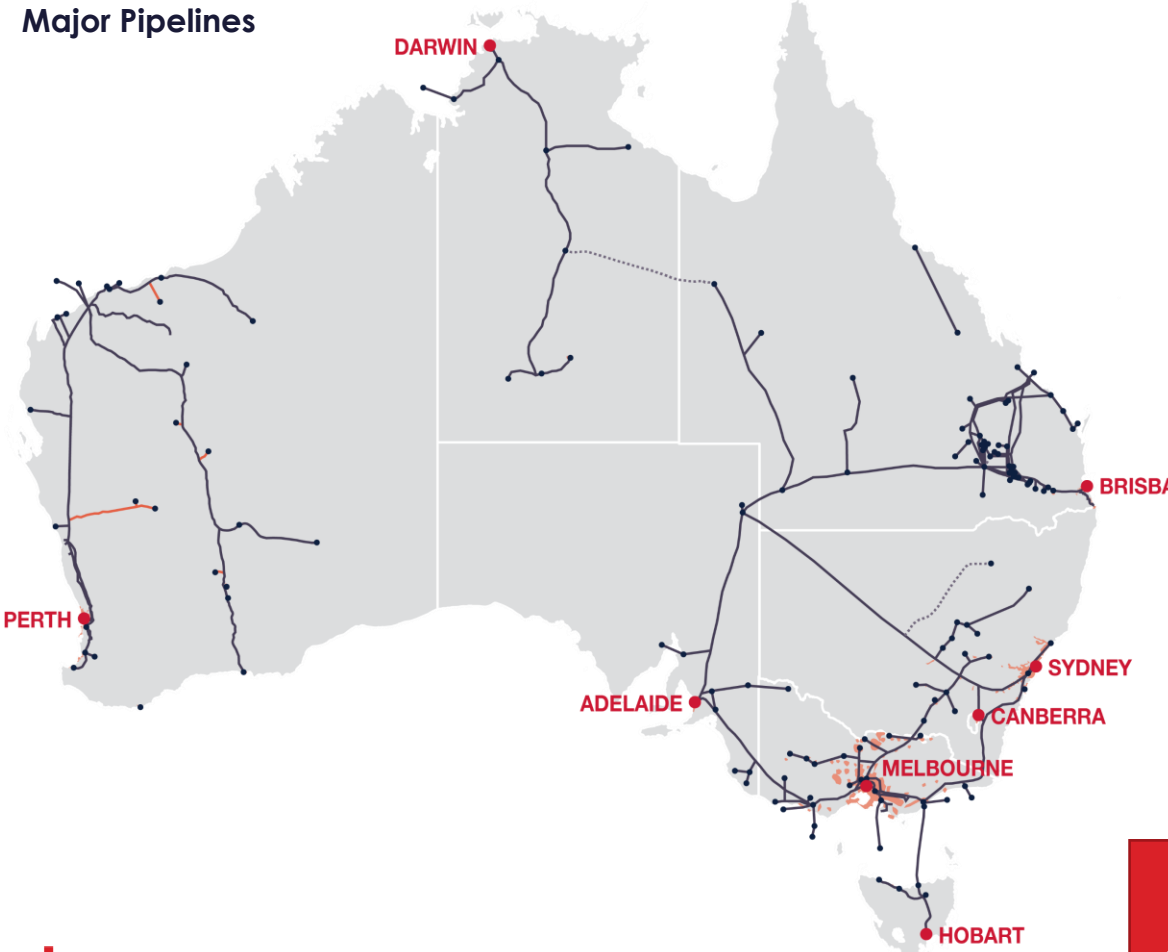 Major Pipelines
DARWIN
BRISBA
PERTH
SYDNEY
ADELAIDE
CANBERRA
MELBOURNE
HOBART